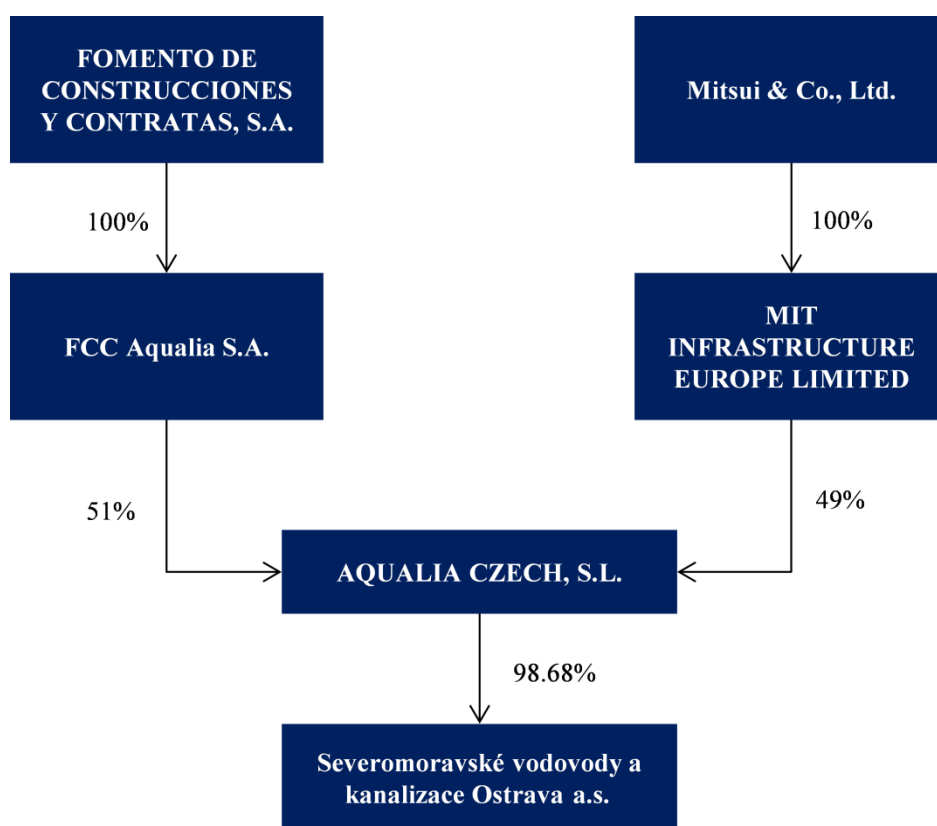 FOMENTO DE
CONSTRUCCIONES
Y CONTRATAS, S.A.
Mitsui & Co., Ltd.
100%
100%
FCC Aqualia S.A.
MIT
INFRASTRUCTURE
EUROPE LIMITED
51%
49%
AQUALIA CZECH, S.L.
98.68%
Severomoravské vodovody a
kanalizace Ostrava a.s.